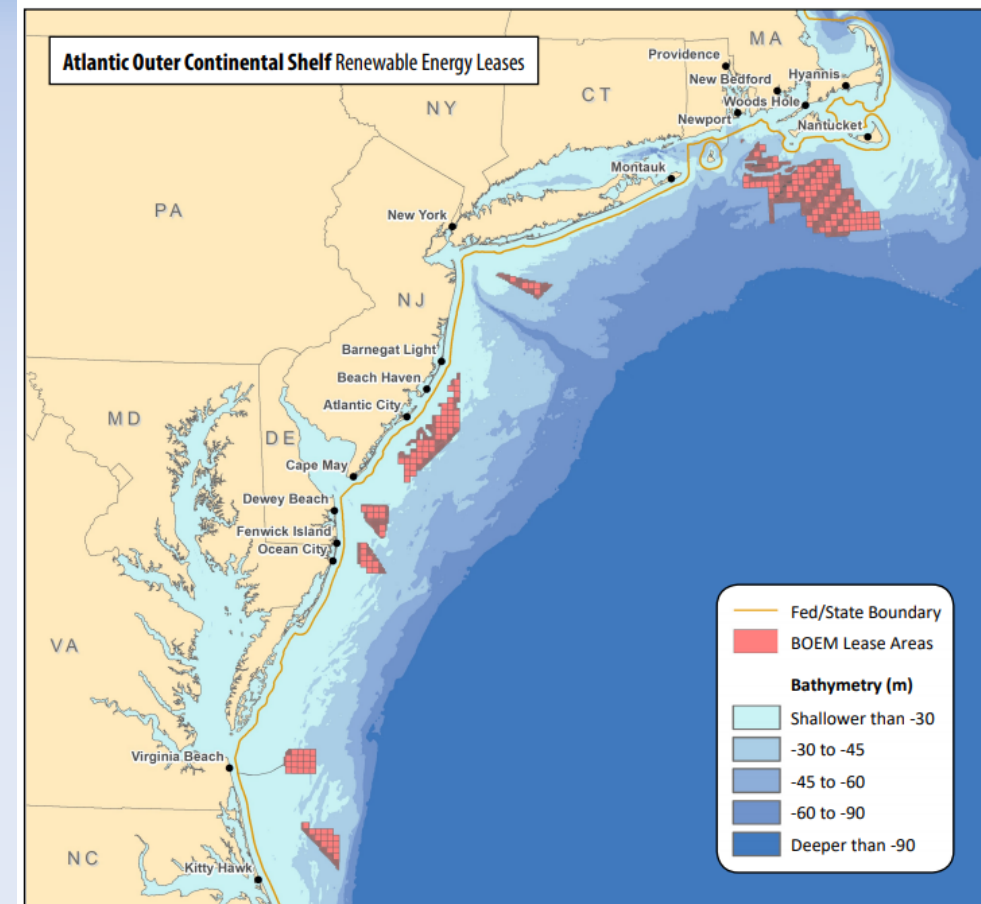 Atlantic Outer Continental Shelf Renewable Energy Leases
MA
Providence
New Bedford
Hyannis
Woods Hole
Newport
Nantucket
CT
NY
Montauk
PA
New York
NJ
Barnegat Light
Beach Haven
Atlantic City
MD
DE
Cape May
Dewey Beach
Fenwick Island
Ocean City
VA
Virginia Beach
NC
Kitty Hawk
Fed/State Boundary
BOEM Lease Areas
Bathymetry (m)
Shallower than -30
-30 to -45
-45 to -60
-60 to -90
Deeper than -90